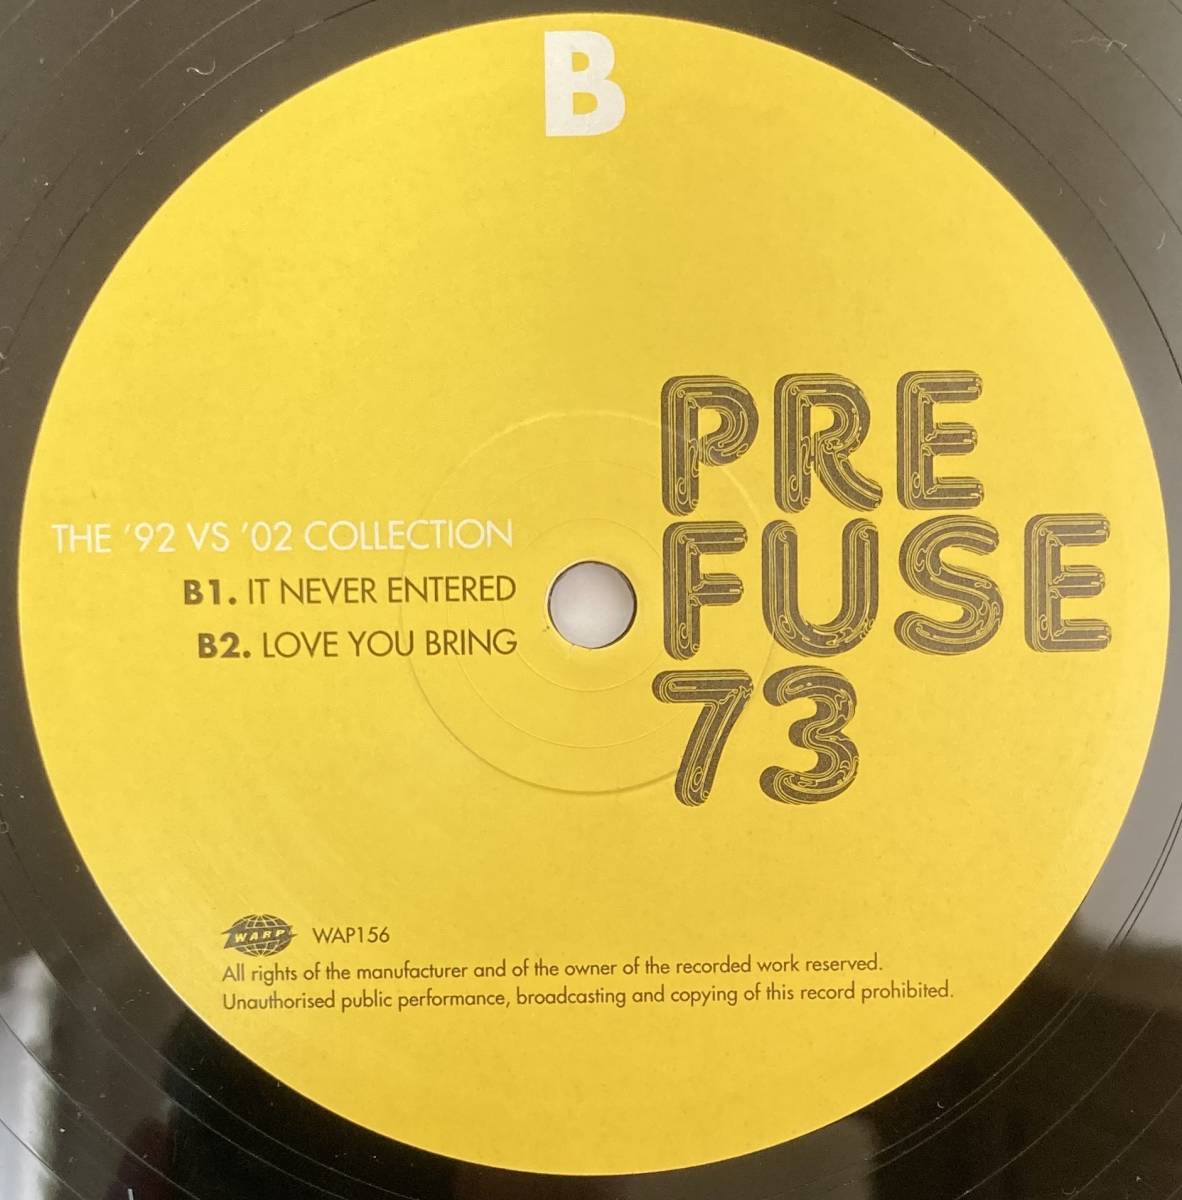 B
THE '92 VS '02 COLLECTION
B1. IT NEVER ENTERED
B2. LOVE YOU BRING
PRE
FUSE
73
WARP WAP156
All rights of the manufacturer and of the owner of the recorded work reserved.
Unauthorised public performance, broadcasting and copying of this record prohibited.